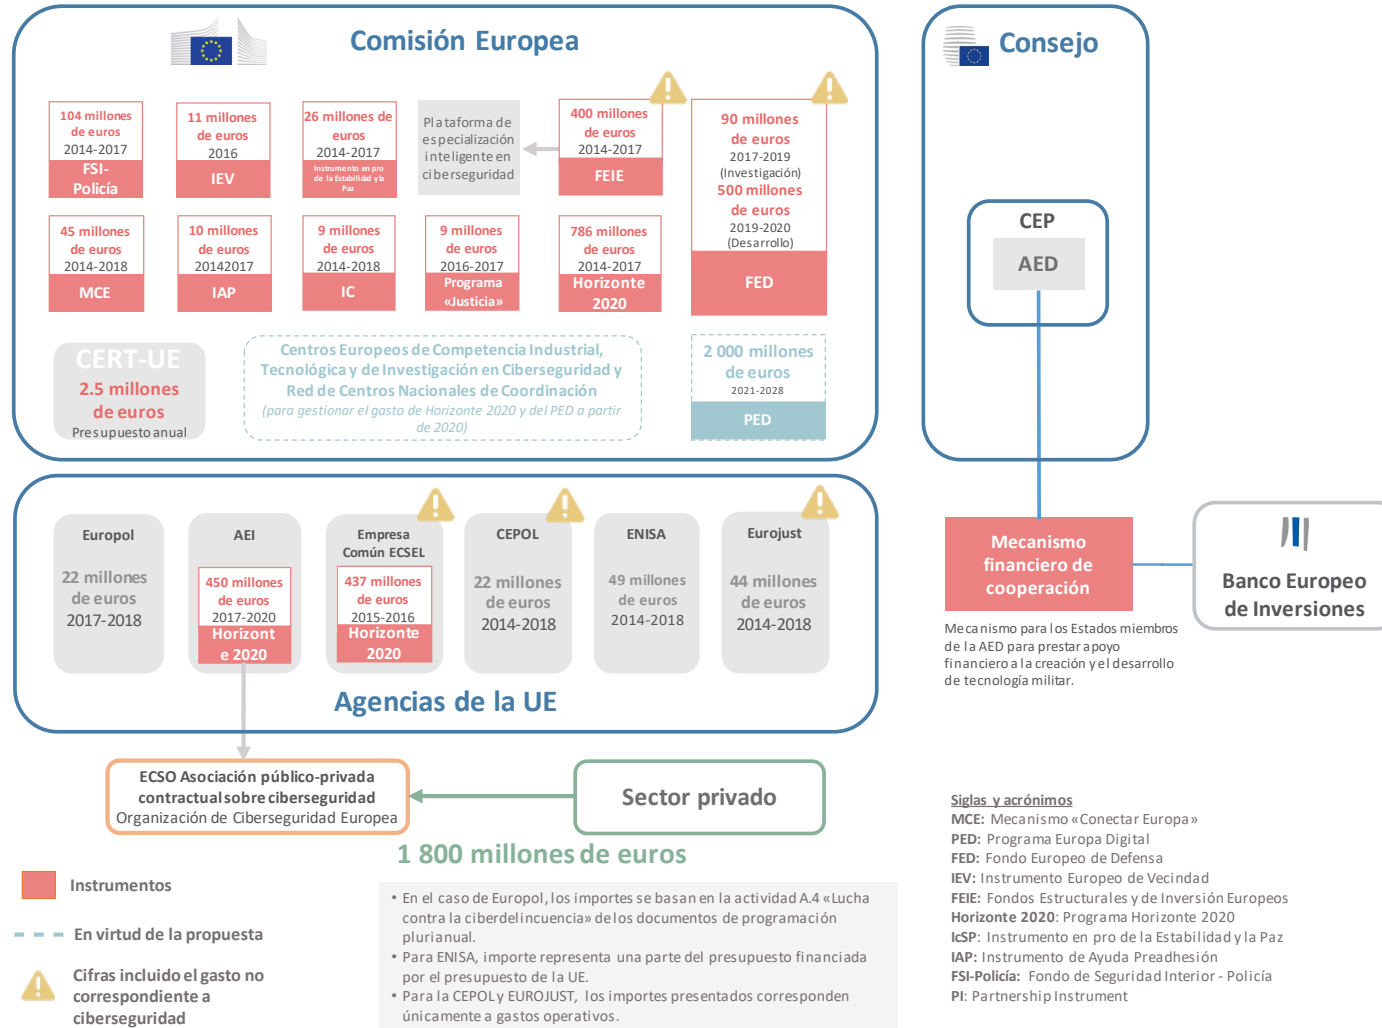 Comisión Europea
104 millones
de euros
2014-2017
FSI-
Policía
11 millones
de euros
2016
IEV
26 millones de
euros
2014-2017
Instrumento en pro
de la Estabilidad y la
Paz
Plataforma de
especialización
inteligente en
ciberseguridad
400 millones
de euros
2014-2017
FEIE
90 millones
de euros
2017-2019
(Investigación)
500 millones
de euros
2019-2020
(Desarrollo)
FED
45 millones
de euros
2014-2018
MCE
10 millones
de euros
20142017
IAP
9 millones
de euros
2014-2018
IC
9 millones
de euros
2016-2017
Programa
«Justicia»
786 millones
de euros
2014-2017
Horizonte
2020
CERT-UE
2.5 millones
de euros
Presupuesto anual
Centros Europeos de Competencia Industrial,
Tecnológica y de Investigación en Ciberseguridad y
Red de Centros Nacionales de Coordinación
(para gestionar el gasto de Horizonte 2020 y del PED a partir
de 2020)
2 000 millones
de euros
2021-2028
PED
Consejo
CEP
AED
Europol
22 millones
de euros
2017-2018
AEI
450 millones
de euros
2017-2020
Horizont
e 2020
Empresa
Común ECSEL
437 millones
de euros
2015-2016
Horizonte
2020
CEPOL
22 millones
de euros
2014-2018
ENISA
49 millones
de euros
2014-2018
Eurojust
44 millones
de euros
2014-2018
Agencias de la UE
Mecanismo
financiero de
cooperación
Banco Europeo
de Inversiones
Mecanismo para los Estados miembros
de la AED para prestar apoyo
financiero a la creación y el desarrollo
de tecnología militar.
ECSO Asociación público-privada
contractual sobre ciberseguridad
Organización de Ciberseguridad Europea
Sector privado
1 800 millones de euros
Instrumentos
En virtud de la propuesta
Cifras incluido el gasto no
correspondiente a
ciberseguridad
• En el caso de Europol, los importes se basan en la actividad A.4 «Lucha
contra la ciberdelincuencia» de los documentos de programación
plurianual.
• Para ENISA, importe representa una parte del presupuesto financiada
por el presupuesto de la UE.
• Para la CEPOL y EUROJUST, los importes presentados corresponden
únicamente a gastos operativos.
Siglas y acrónimos
MCE: Mecanismo «Conectar Europa»
PED: Programa Europa Digital
FED: Fondo Europeo de Defensa
IEV: Instrumento Europeo de Vecindad
FEIE: Fondos Estructurales y de Inversión Europeos
Horizonte 2020: Programa Horizonte 2020
IcSP: Instrumento en pro de la Estabilidad y la Paz
IAP: Instrumento de Ayuda Preadhesión
FSI-Policía: Fondo de Seguridad Interior - Policía
PI: Partnership Instrument